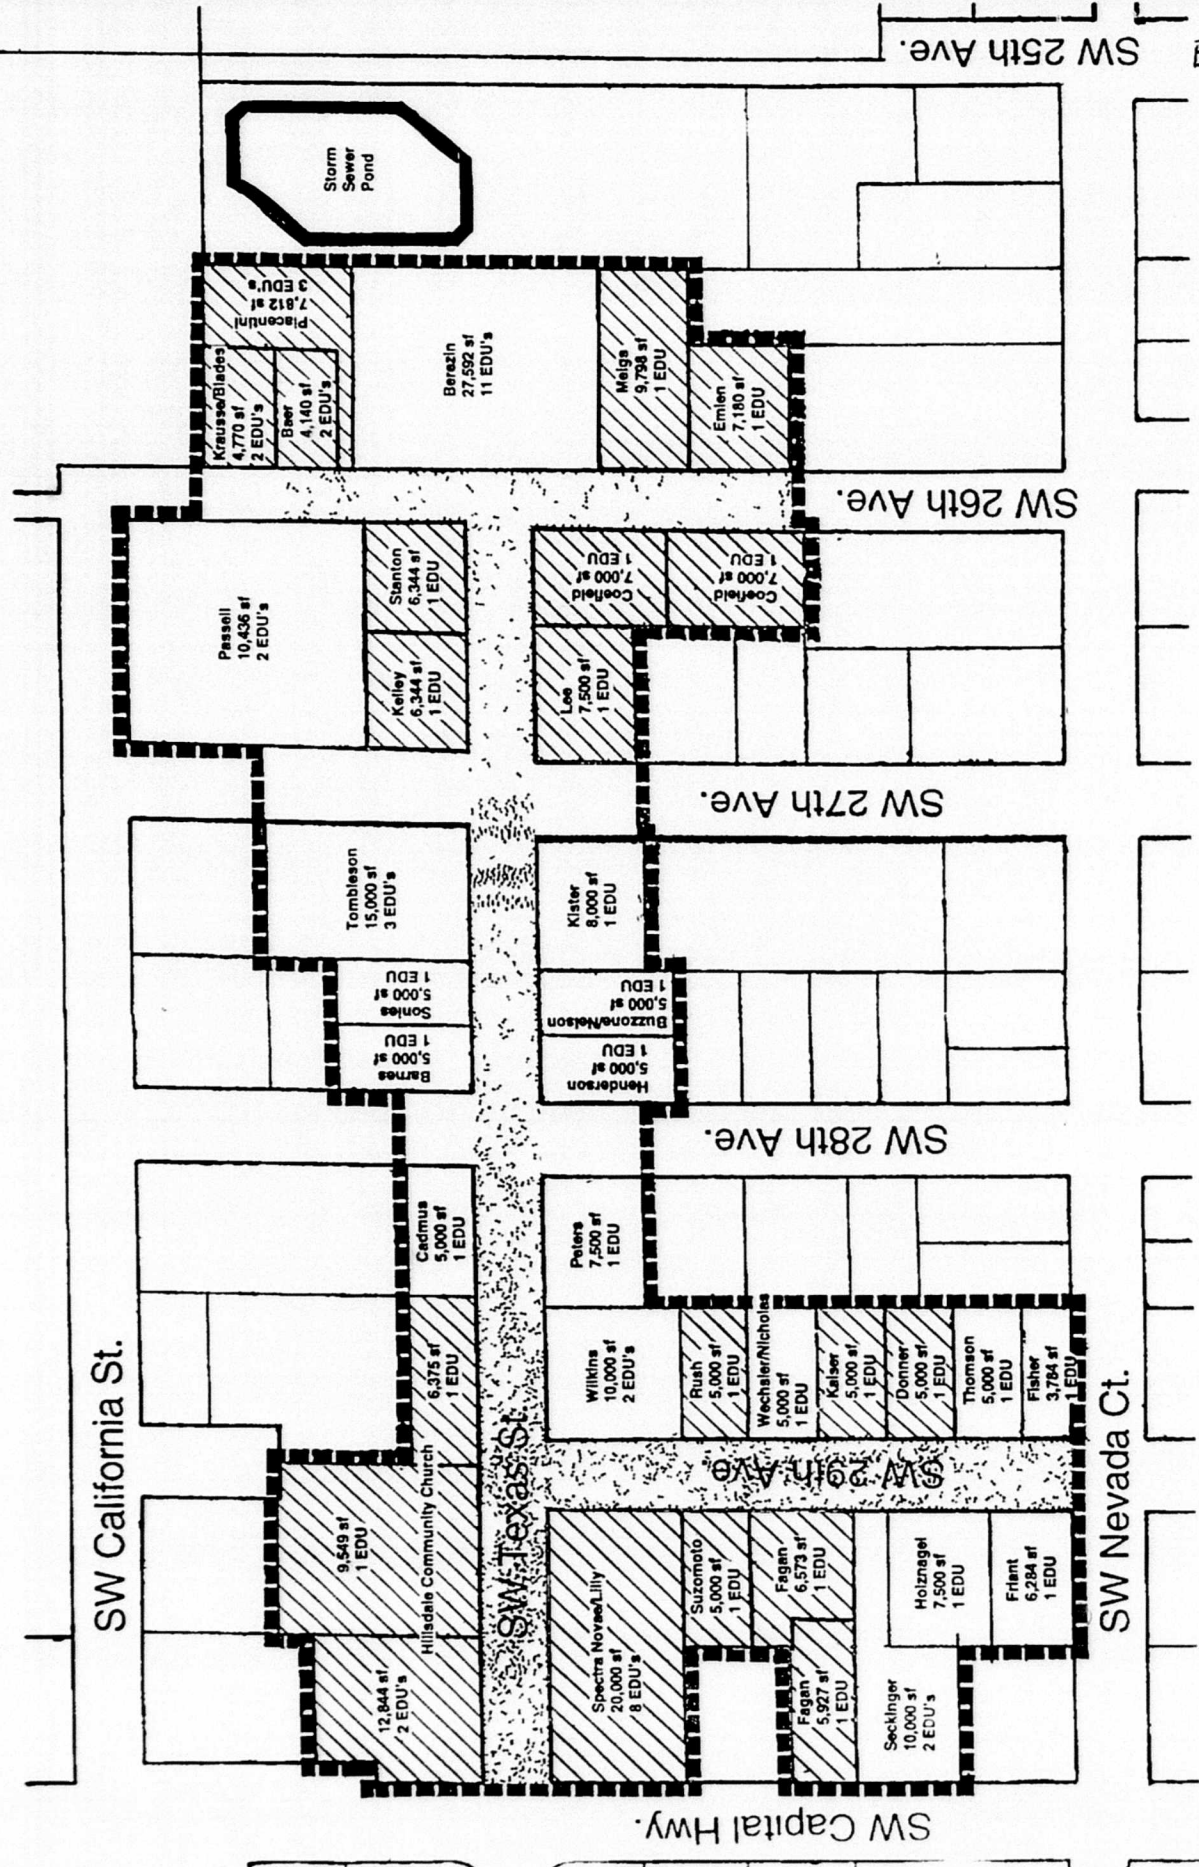 SW 25th Ave.
Storm
Sewer
Pond
Piacentini
7,812 sf
3 EDU's
Krausse/Blades
4,770 sf
2 EDU's
Baer
4,140 sf
2 EDU's
Berezin
27,592 sf
11 EDU's
Meigs
9,798 sf
1 EDU
Emlen
7,180 sf
1 EDU
SW 26th Ave.
Passell
10,436 sf
2 EDU's
Stanton
6,344 sf
1 EDU
Kelley
6,344 sf
1 EDU
Coefield
7,000 sf
1 EDU
Coefield
7,000 sf
1 EDU
Lee
7,500 sf
1 EDU
SW 27th Ave.
Tombleson
15,000 sf
3 EDU's
Sonies
5,000 sf
1 EDU
Barnes
5,000 sf
1 EDU
Kister
8,000 sf
1 EDU
Buzzone/Nelson
5,000 sf
1 EDU
Henderson
5,000 sf
1 EDU
SW 28th Ave.
Cadmus
5,000 sf
1 EDU
Peters
7,500 sf
1 EDU
6,375 sf
1 EDU
Hillsdale Community Church
9,549 sf
1 EDU
12,844 sf
2 EDU's
SW California St.
SW Texas St.
Wilkins
10,000 sf
2 EDU's
Rush
5,000 sf
1 EDU
Wechsler/Nicholas
5,000 sf
1 EDU
Kaiser
5,000 sf
1 EDU
Donner
5,000 sf
1 EDU
Thomson
5,000 sf
1 EDU
Fisher
3,784 sf
1 EDU
SW 29th Ave
SW Nevada Ct.
Spectra Novae/Lilly
20,000 sf
8 EDU's
Suzomoto
5,000 sf
1 EDU
Fagan
6,573 sf
1 EDU
Fagan
5,927 sf
1 EDU
Holznagel
7,500 sf
1 EDU
Friant
6,284 sf
1 EDU
Seckinger
10,000 sf
2 EDU's
SW Capital Hwy.